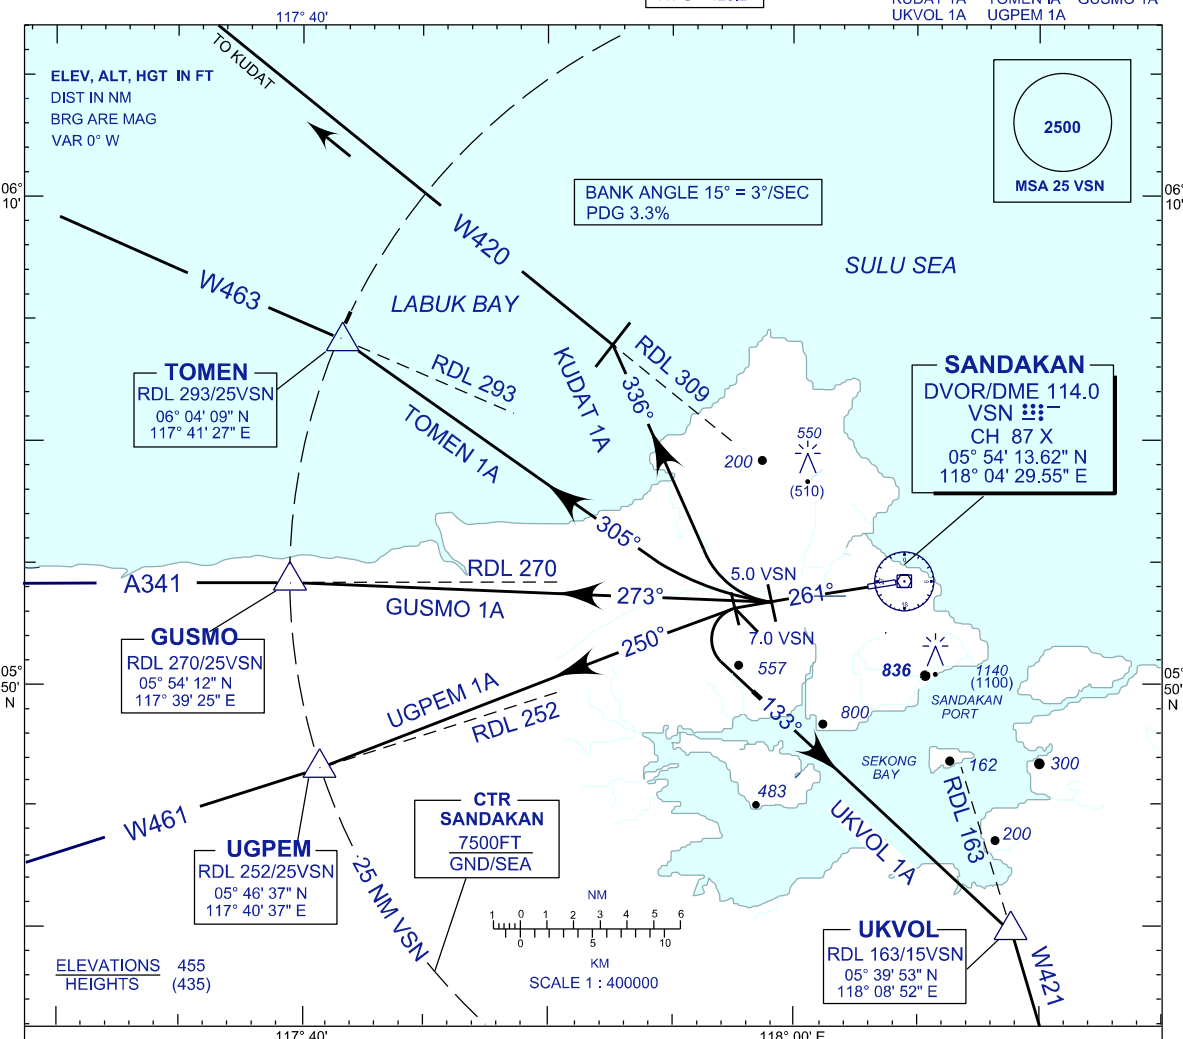 117° 40'
UKVOL 1A UGPEM 1A
TO KUDAT
ELEV, ALT, HGT IN FT
DIST IN NM
BRG ARE MAG
VAR 0° W
2500
MSA 25 VSN
06°
10'
06°
10'
BANK ANGLE 15° = 3°/SEC
PDG 3.3%
W420
SULU SEA
W463
LABUK BAY
RDL 309
KUDAT 1A
336°
TOMEN
RDL 293/25VSN
06° 04' 09" N
117° 41' 27" E
RDL 293
TOMEN 1A
SANDAKAN
DVOR/DME 114.0
VSN
CH 87 X
05° 54' 13.62" N
118° 04' 29.55" E
550
(510)
200
305°
A341
RDL 270
GUSMO 1A
273°
5.0 VSN
261°
7.0 VSN
GUSMO
RDL 270/25VSN
05° 54' 12" N
117° 39' 25" E
250°
557
836
1140
(1100)
SANDAKAN
PORT
05°
50'
N
05°
50'
N
UGPEM 1A
RDL 252
133°
800
SEKONG
BAY
162
300
483
RDL 163
200
W461
CTR
SANDAKAN
7500FT
GND/SEA
UKVOL 1A
UGPEM
RDL 252/25VSN
05° 46' 37" N
117° 40' 37" E
25 NM VSN
NM
1 0 1 2 3 4 5 6
0 5 10
KM
SCALE 1 : 400000
UKVOL
RDL 163/15VSN
05° 39' 53" N
118° 08' 52" E
W421
ELEVATIONS 455
HEIGHTS (435)
117° 40'
118° 00' E